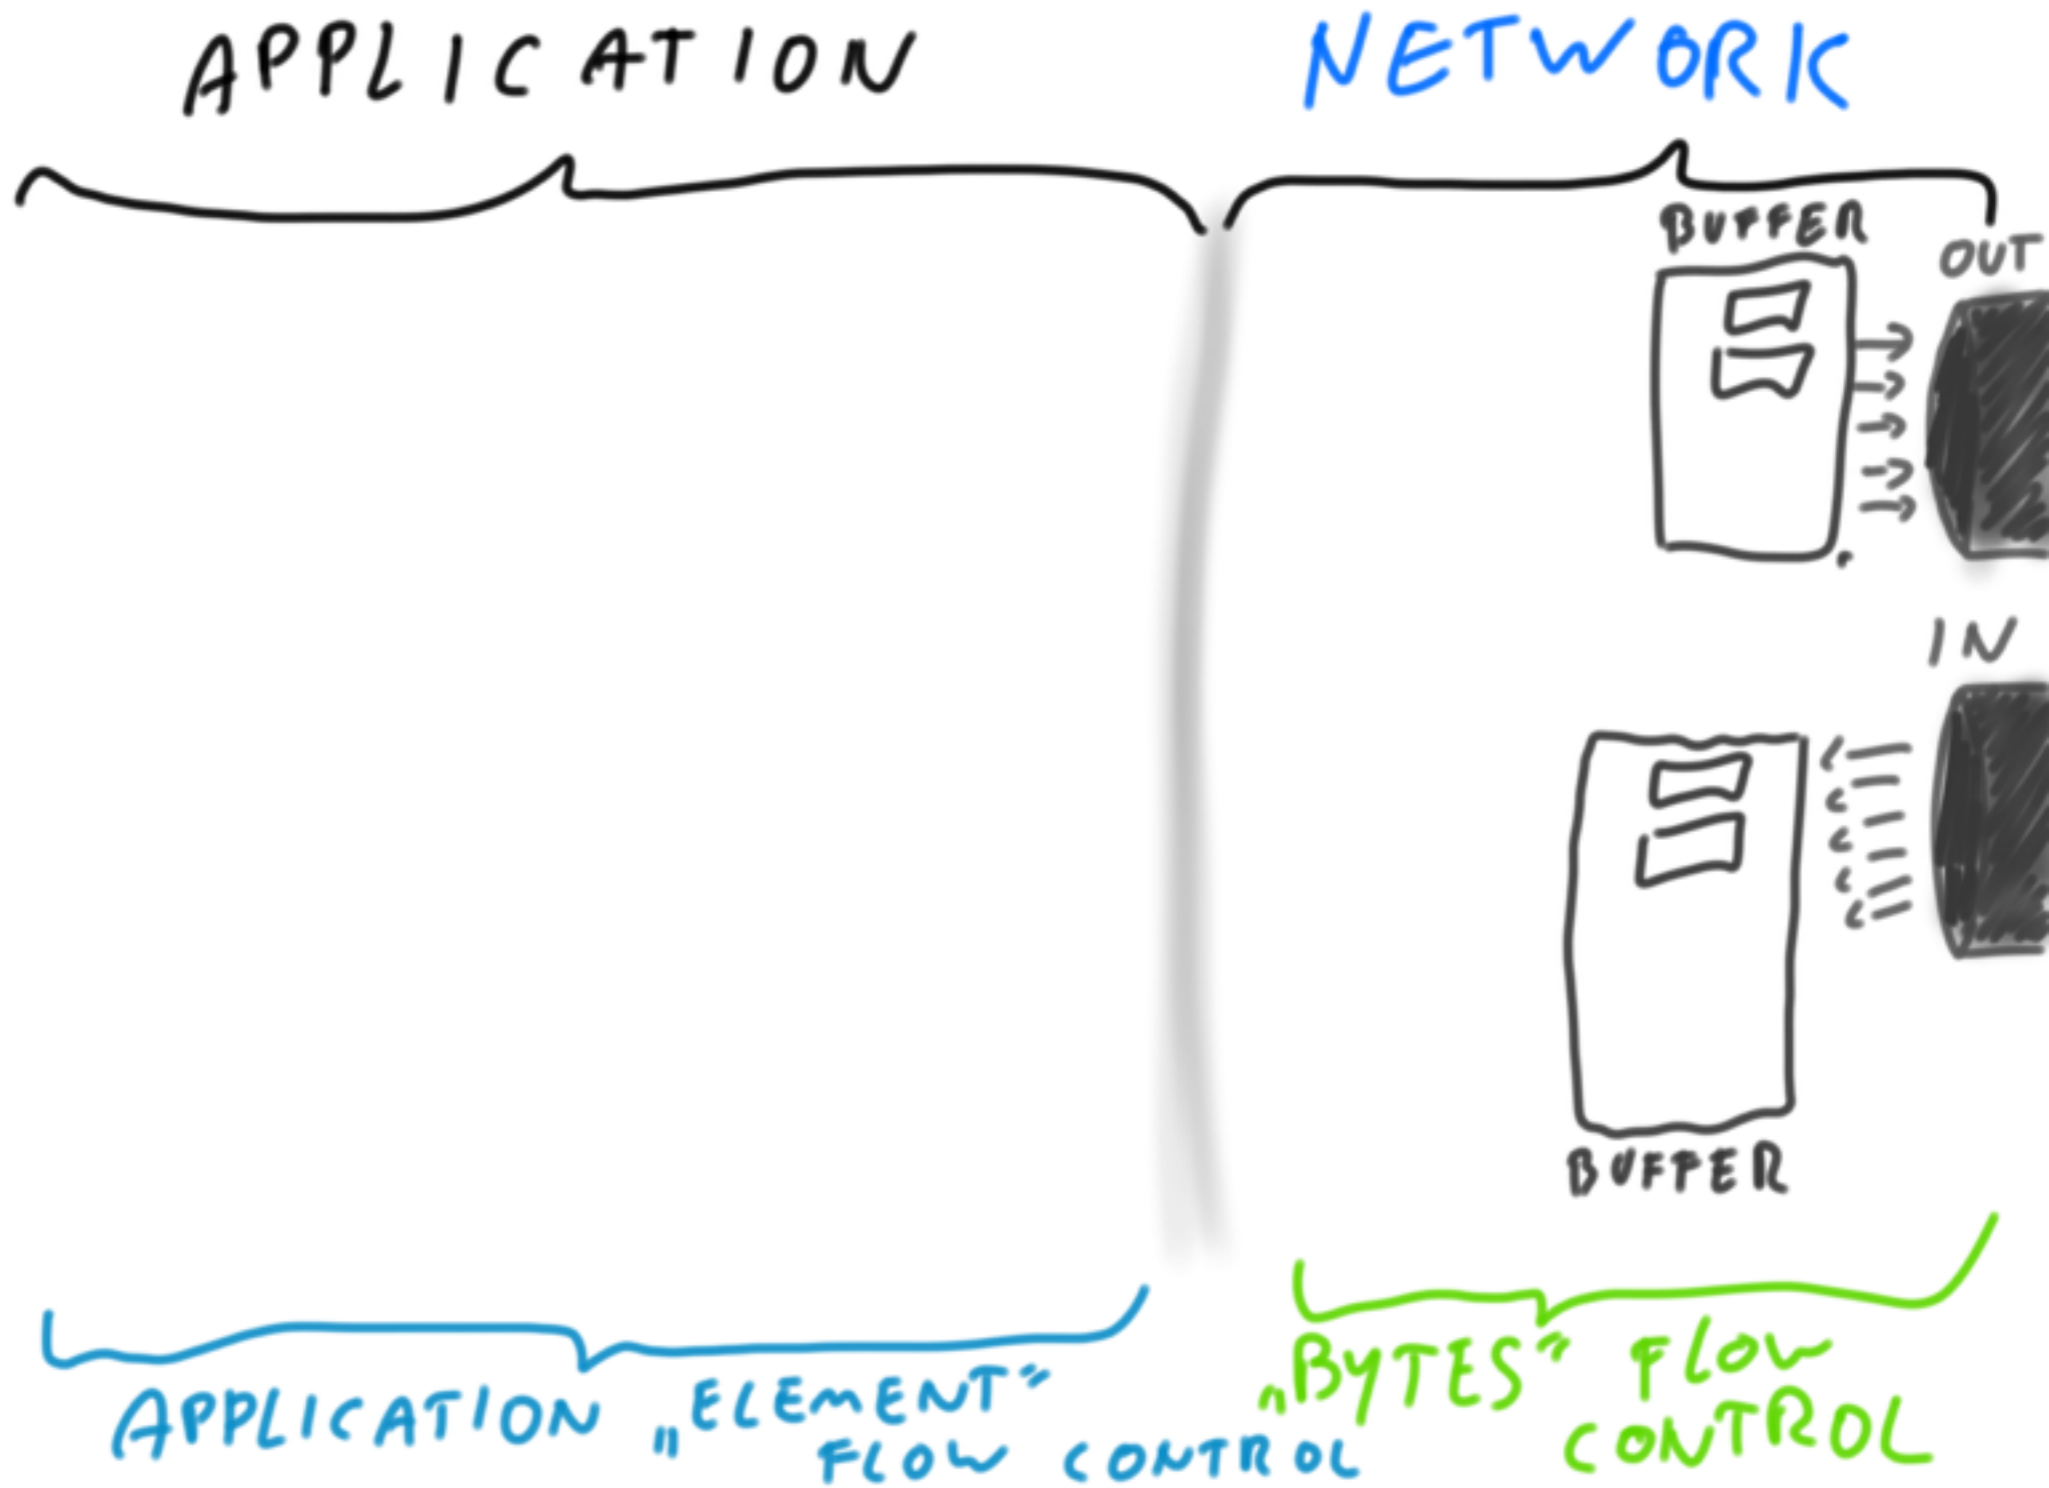 APPLICATION
NETWORK
BUFFER
OUT
IN
BUFFER
APPLICATION „ELEMENT”
FLOW CONTROL
„BYTES” FLOW
CONTROL